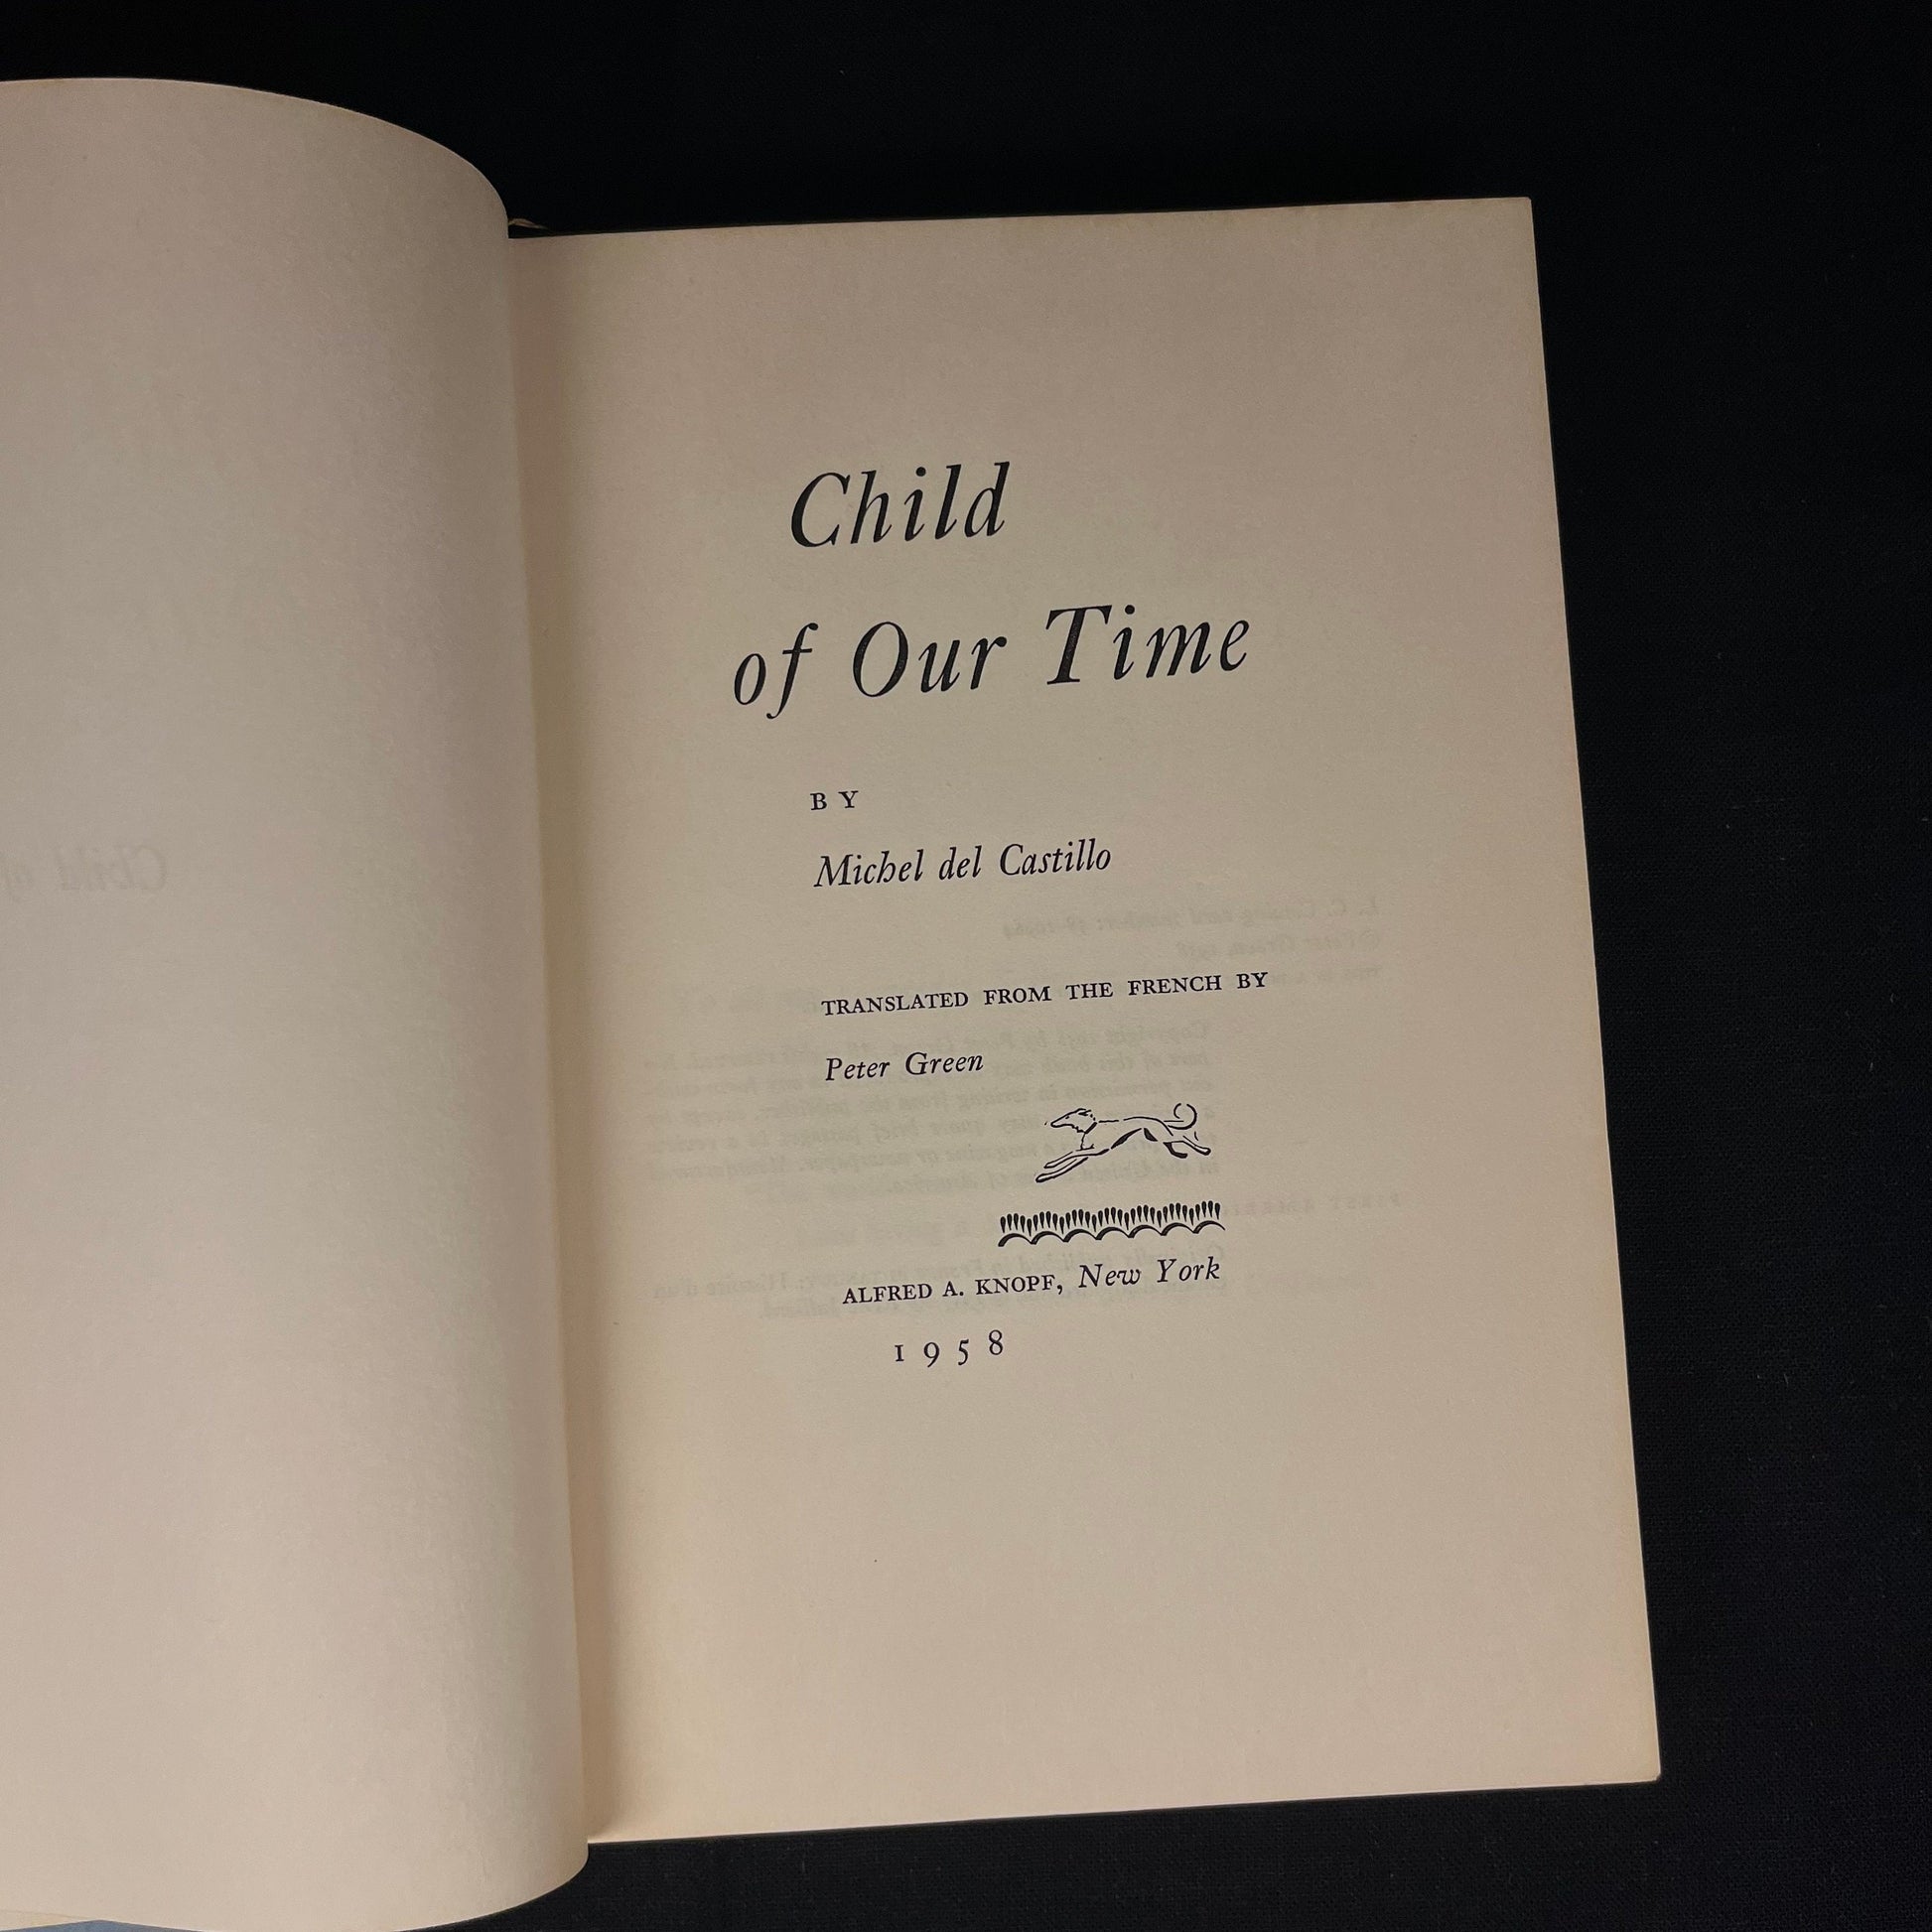 Child
of Our Time
BY
Michel del Castillo
TRANSLATED FROM THE FRENCH BY
Peter Green
ALFRED A. KNOPF, New York
1958